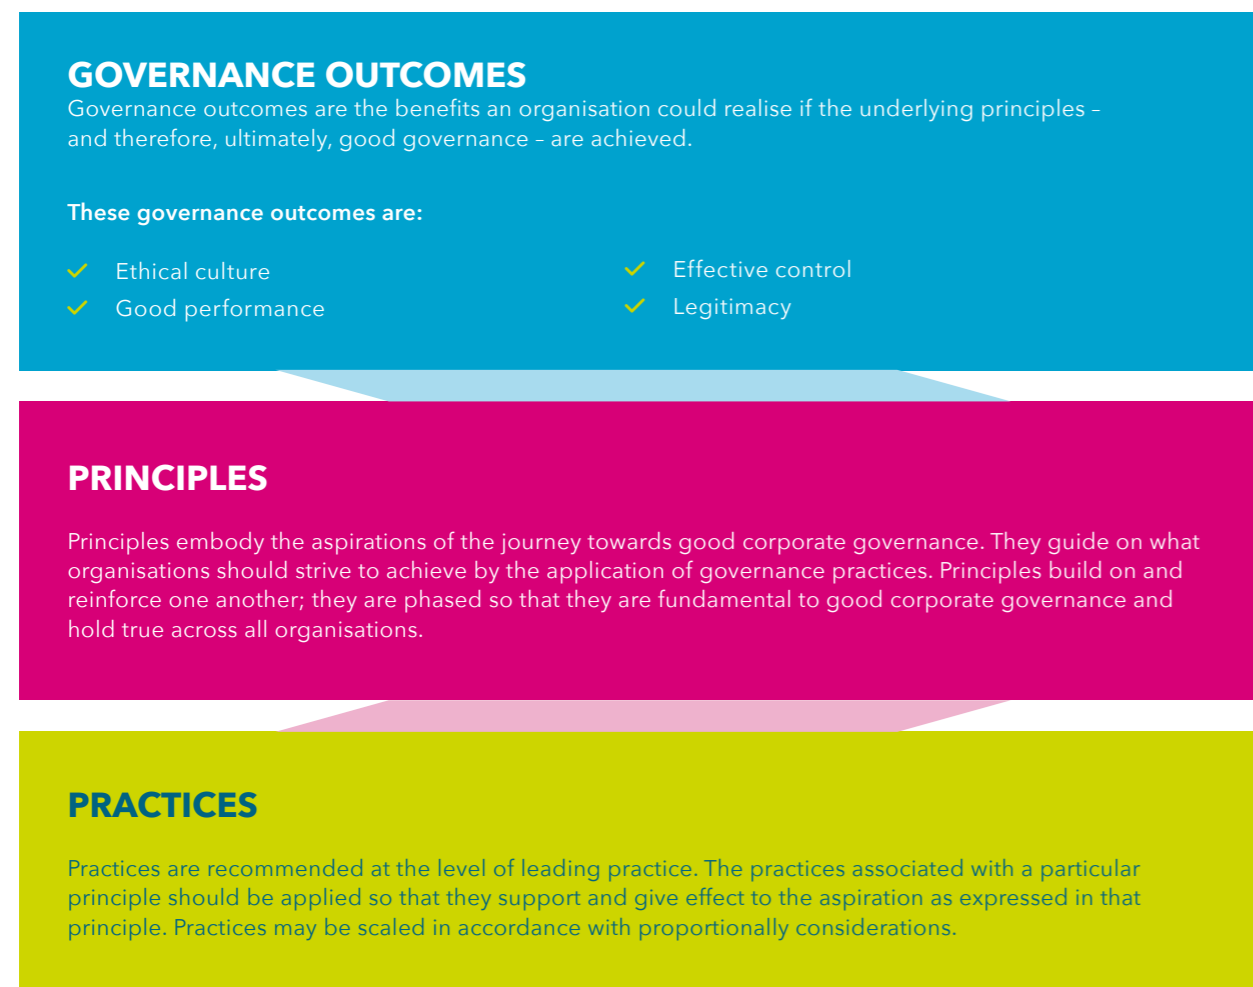 GOVERNANCE OUTCOMES
Governance outcomes are the benefits an organisation could realise if the underlying principles –
and therefore, ultimately, good governance – are achieved.
These governance outcomes are:
Ethical culture
Good performance
Effective control
Legitimacy
PRINCIPLES
Principles embody the aspirations of the journey towards good corporate governance. They guide on what
organisations should strive to achieve by the application of governance practices. Principles build on and
reinforce one another; they are phased so that they are fundamental to good corporate governance and
hold true across all organisations.
PRACTICES
Practices are recommended at the level of leading practice. The practices associated with a particular
principle should be applied so that they support and give effect to the aspiration as expressed in that
principle. Practices may be scaled in accordance with proportionally considerations.